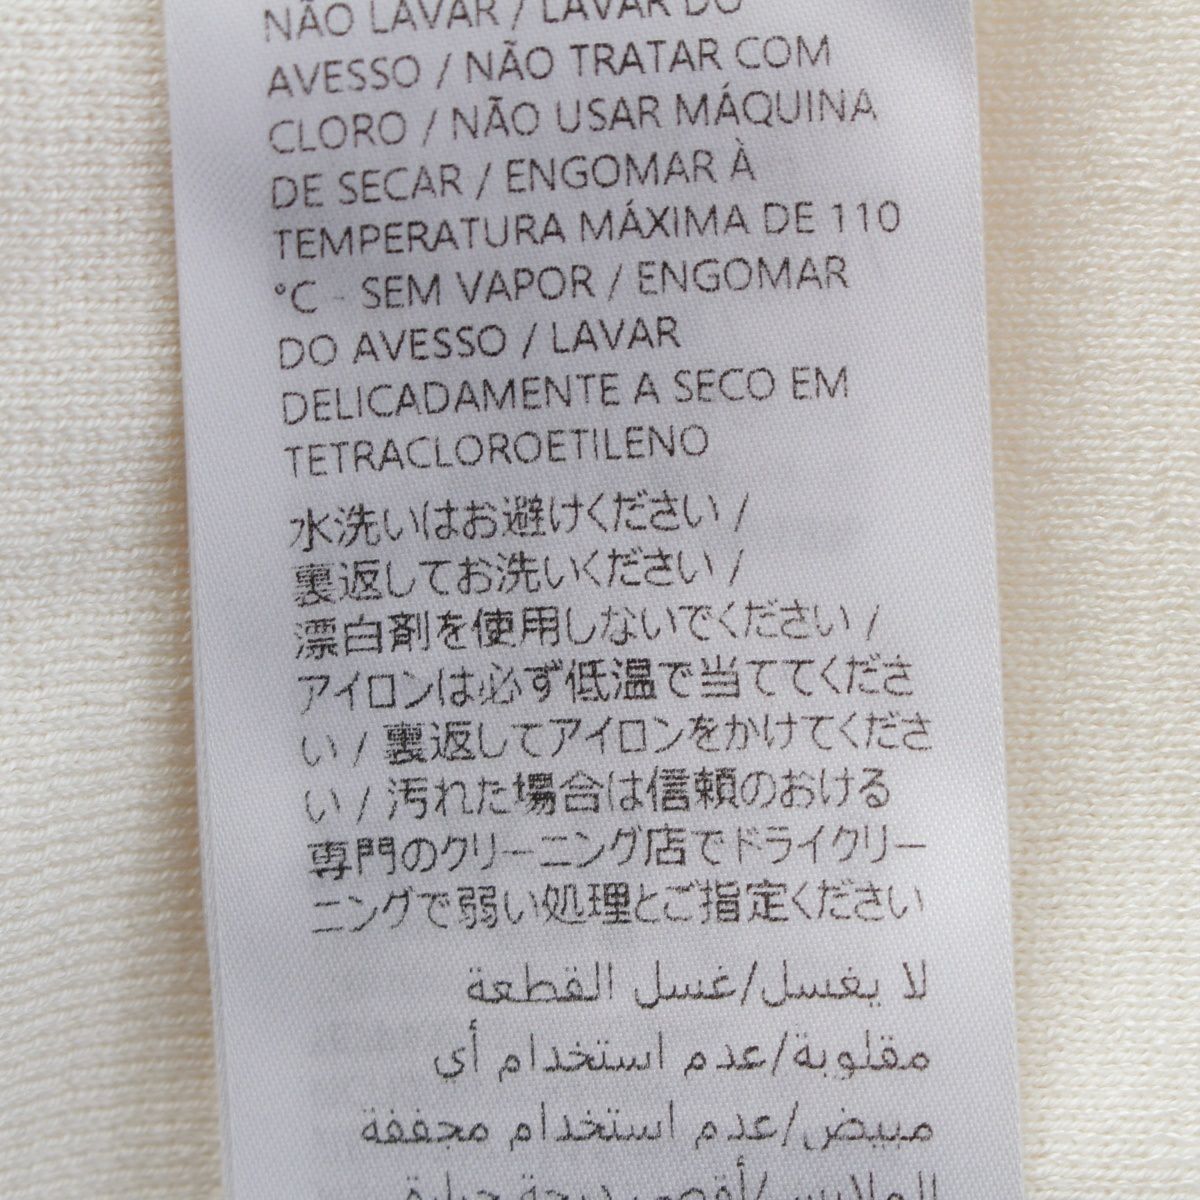 NÃO LAVAR / LAVAR DO
AVESSO / NÃO TRATAR COM
CLORO / NÃO USAR MÁQUINA
DE SECAR / ENGOMAR À
TEMPERATURA MÁXIMA DE 110
°C - SEM VAPOR / ENGOMAR
DO AVESSO / LAVAR
DELICADAMENTE A SECO EM
TETRACLOROETILENO
水洗いはお避けください /
裏返してお洗いください /
漂白剤を使用しないでください /
アイロンは必ず低温で当ててくださ
い / 裏返してアイロンをかけてくださ
い / 汚れた場合は信頼のおける
専門のクリーニング店でドライクリー
ニングで弱い処理とご指定ください
لا يغسل/غسل القطعة
مقلوبة/عدم استخدام أي
مبيض/عدم استخدام مجففة
الملابس/أقصى درجة حرارة